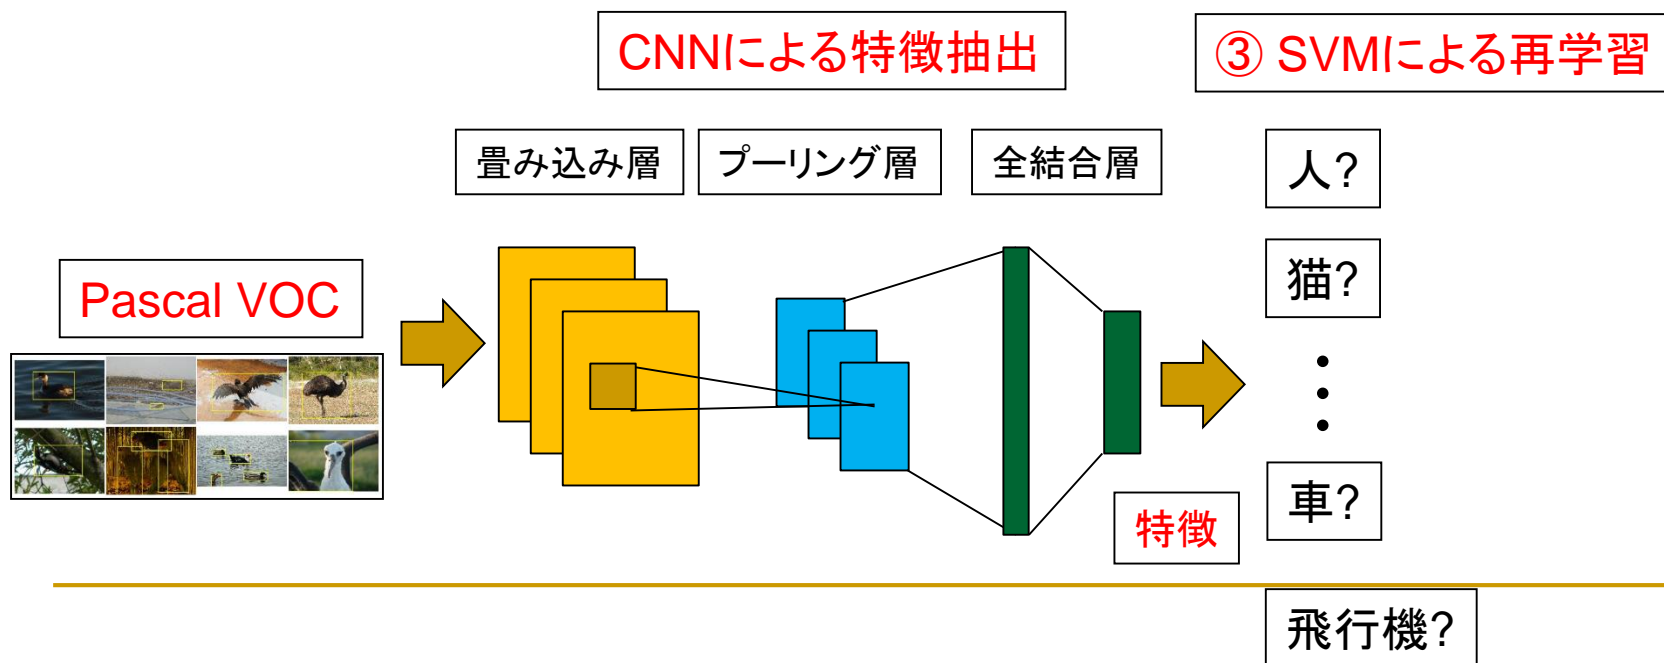 CNNによる特徴抽出
③ SVMによる再学習
畳み込み層
プーリング層
全結合層
人?
Pascal VOC
猫?
車?
特徴
飛行機?